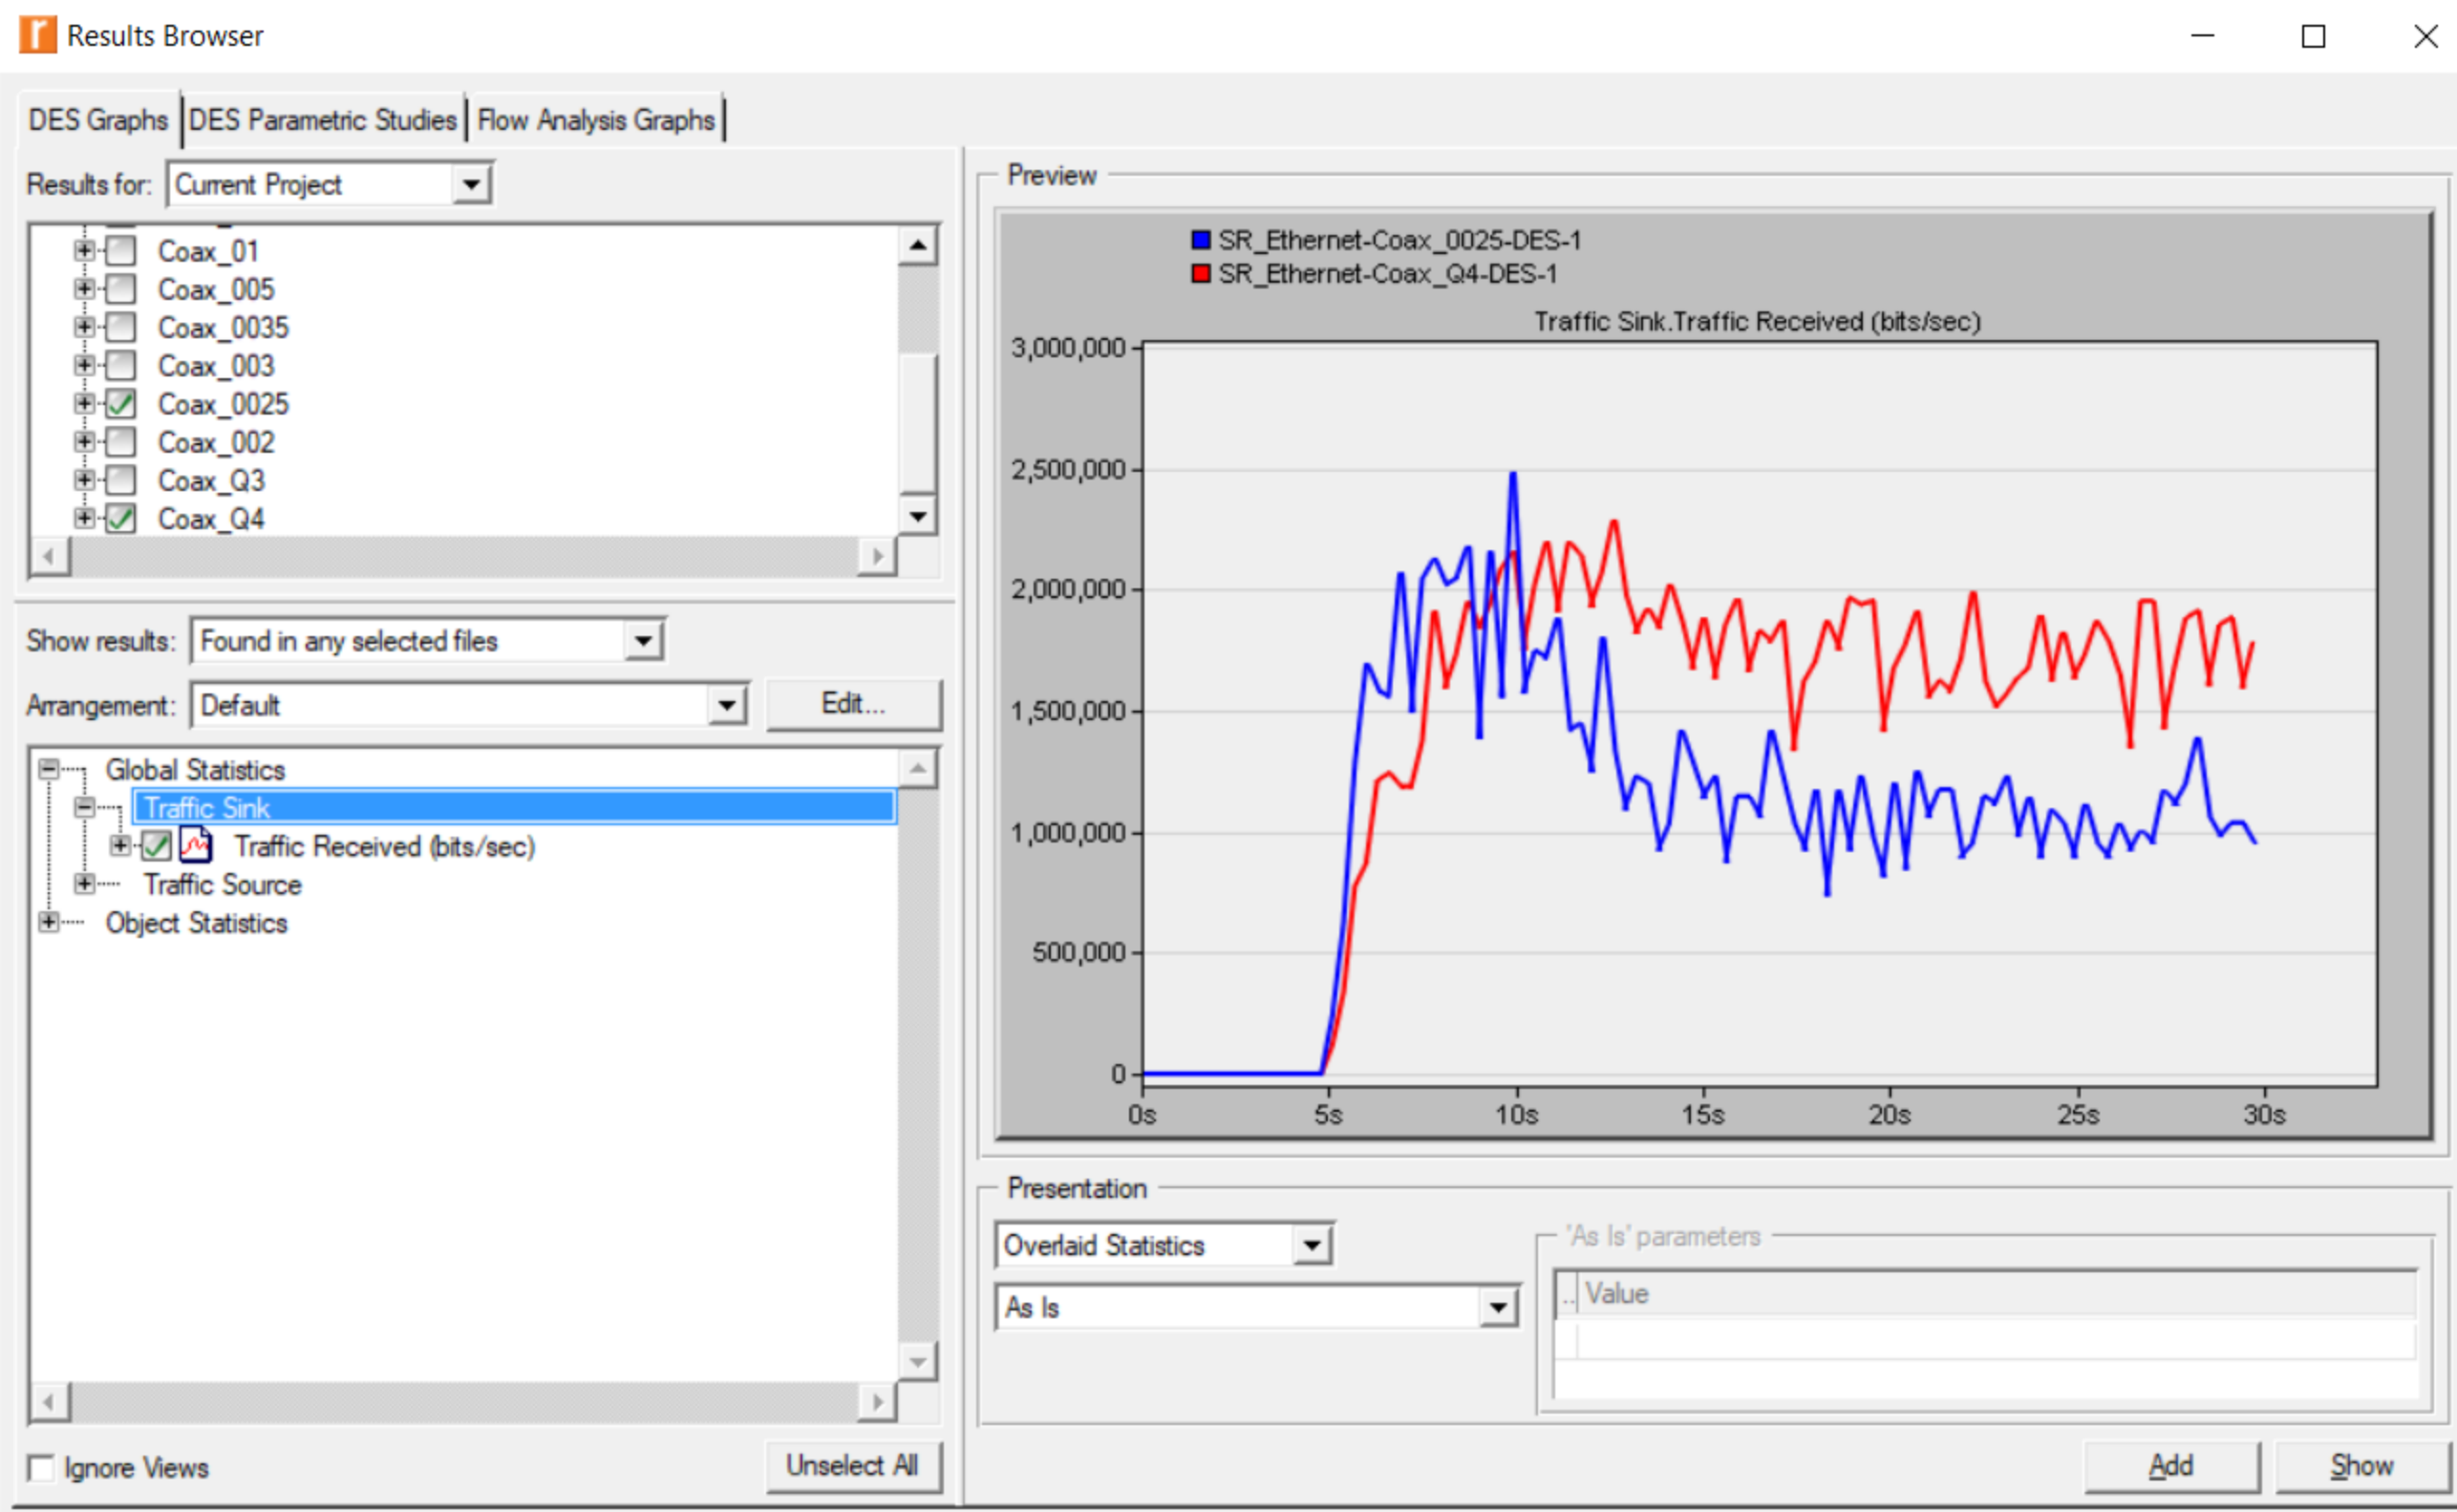 Results Browser
DES Graphs DES Parametric Studies Flow Analysis Graphs
Results for: Current Project
Coax_01
Coax_005
Coax_0035
Coax_003
Coax_0025
Coax_002
Coax_Q3
Coax_Q4
Show results: Found in any selected files
Arrangement: Default Edit...
Global Statistics
Traffic Sink
Traffic Received (bits/sec)
Traffic Source
Object Statistics
Ignore Views Unselect All
Preview
SR_Ethernet-Coax_0025-DES-1
SR_Ethernet-Coax_Q4-DES-1
Traffic Sink.Traffic Received (bits/sec)
3,000,000
2,500,000
2,000,000
1,500,000
1,000,000
500,000
0
0s 5s 10s 15s 20s 25s 30s
Presentation
Overlaid Statistics
As Is
'As Is' parameters
.. Value
Add Show